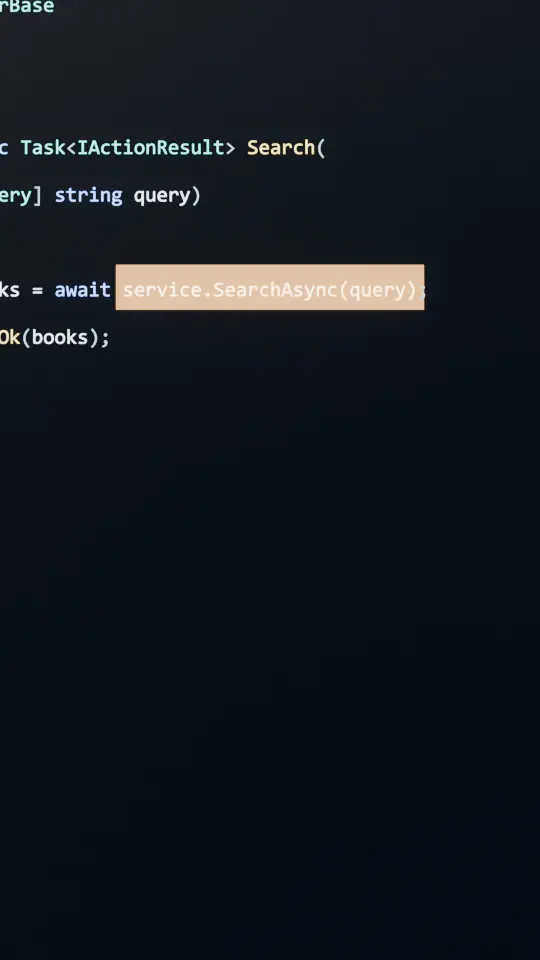 rBase
c Task<IActionResult> Search(
ery] string query)
ks = await service.SearchAsync(query);
Ok(books);